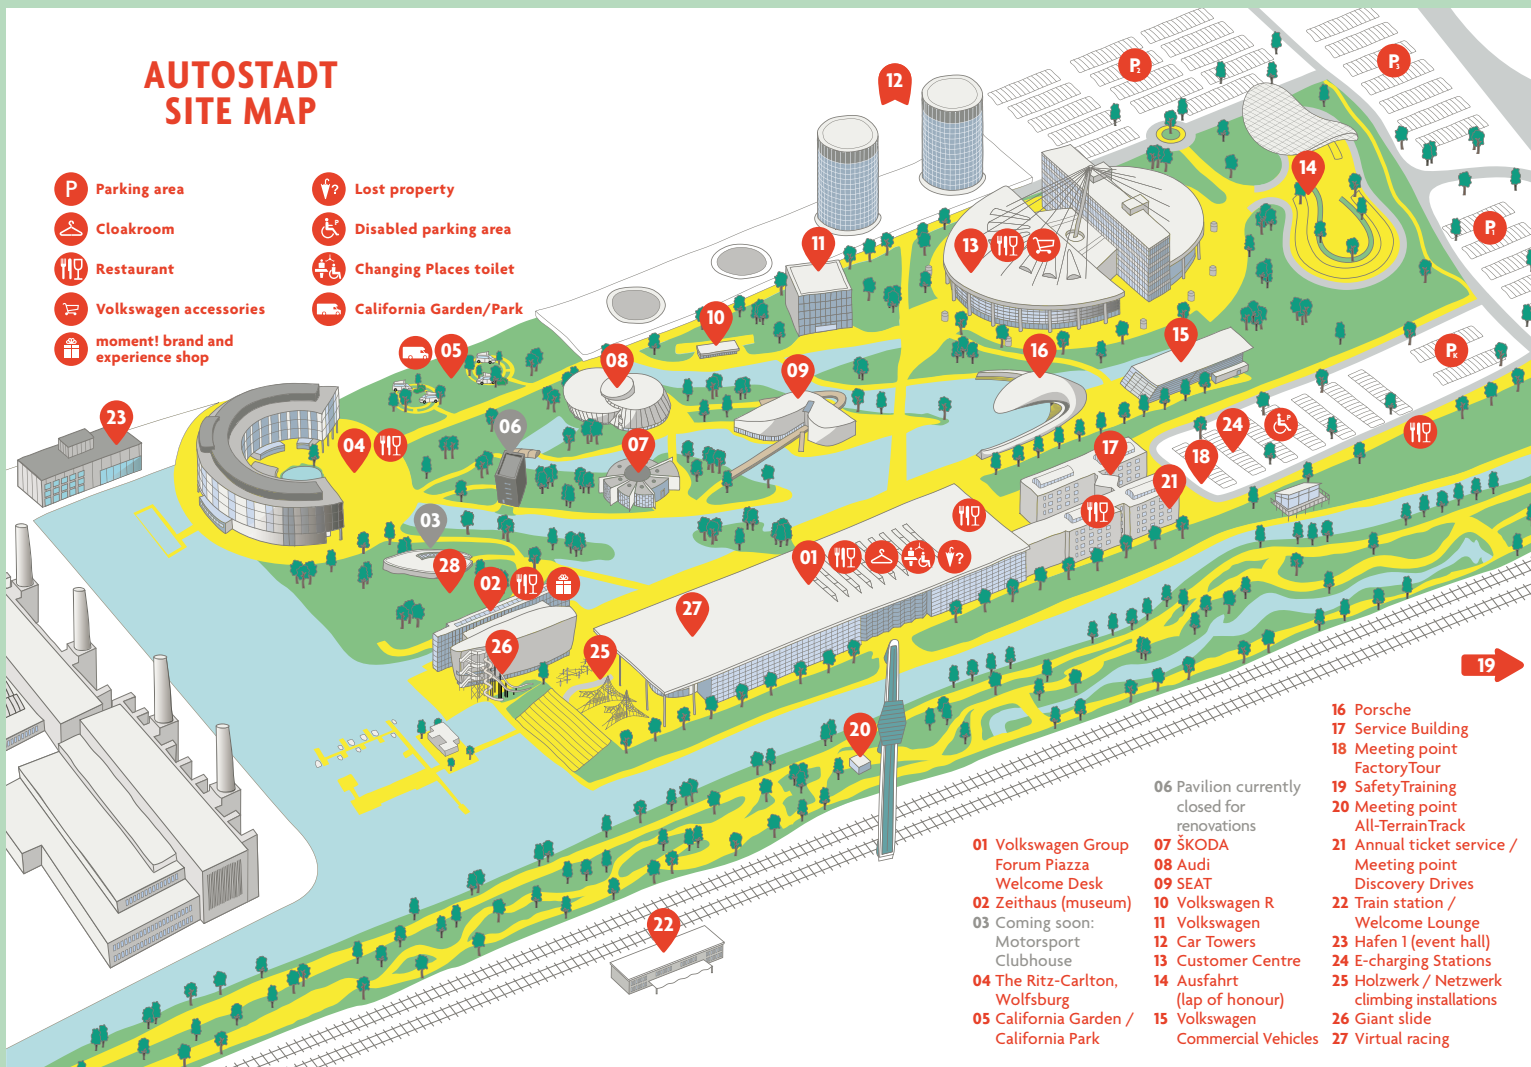 AUTOSTADT
SITE MAP
P Parking area
Cloakroom
Restaurant
Volkswagen accessories
moment! brand and
experience shop
? Lost property
P Disabled parking area
Changing Places toilet
California Garden/Park
12
P2
P3
14
P1
11
13
10
15
PK
16
05
08
09
23
04
06
07
24
P
17
18
21
03
28
02
01
?
27
26
25
19
20
22
01 Volkswagen Group
Forum Piazza
Welcome Desk
02 Zeithaus (museum)
03 Coming soon:
Motorsport
Clubhouse
04 The Ritz-Carlton,
Wolfsburg
05 California Garden /
California Park
06 Pavilion currently
closed for
renovations
07 ŠKODA
08 Audi
09 SEAT
10 Volkswagen R
11 Volkswagen
12 Car Towers
13 Customer Centre
14 Ausfahrt
(lap of honour)
15 Volkswagen
Commercial Vehicles
16 Porsche
17 Service Building
18 Meeting point
FactoryTour
19 SafetyTraining
20 Meeting point
All-TerrainTrack
21 Annual ticket service /
Meeting point
Discovery Drives
22 Train station /
Welcome Lounge
23 Hafen 1 (event hall)
24 E-charging Stations
25 Holzwerk / Netzwerk
climbing installations
26 Giant slide
27 Virtual racing